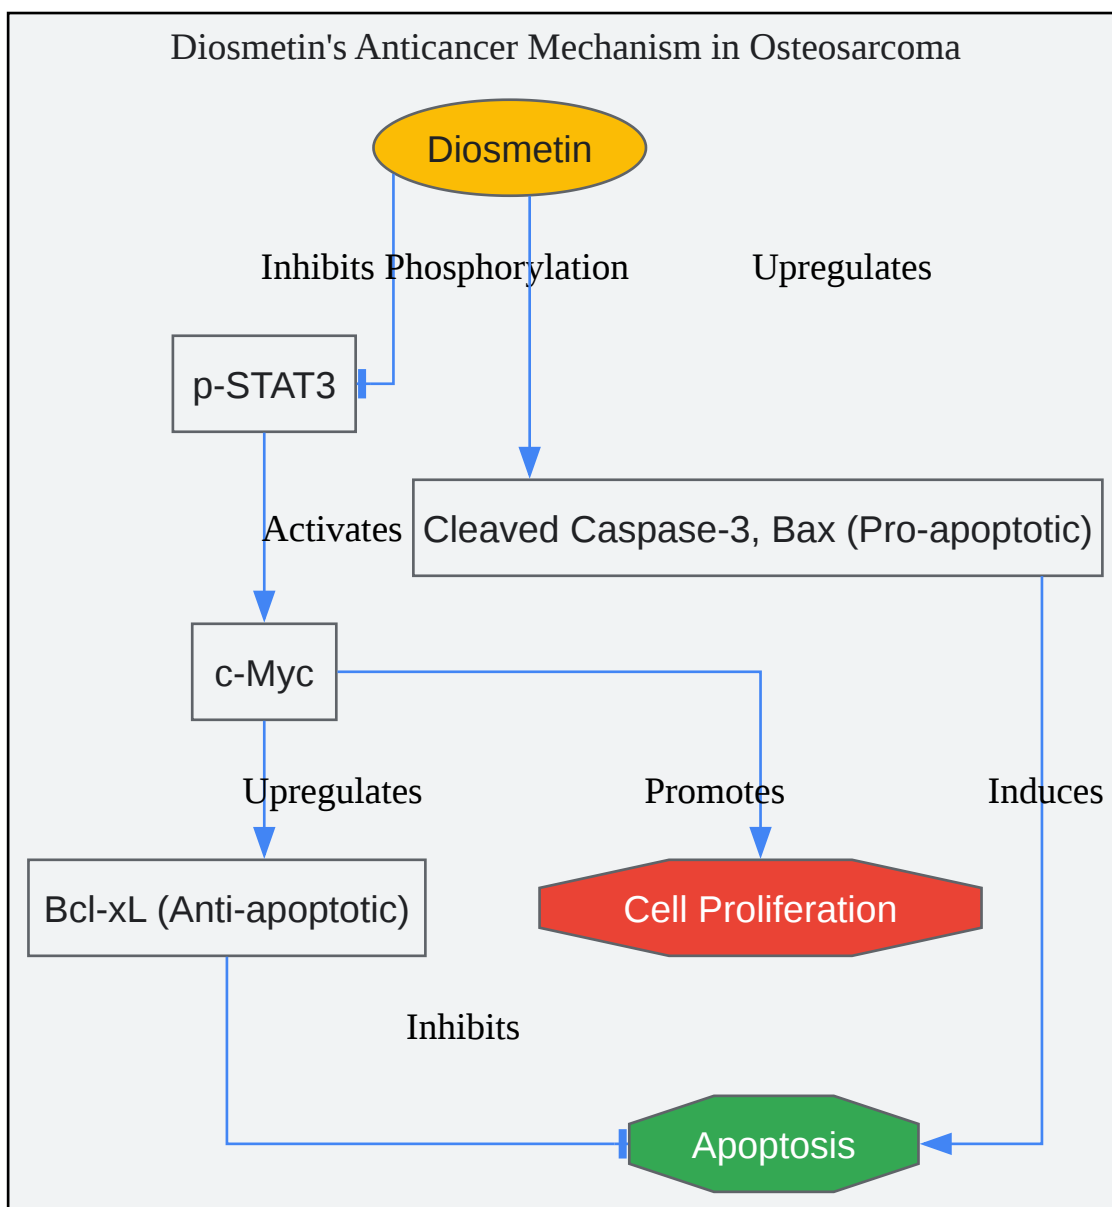 Diosmetin's Anticancer Mechanism in Osteosarcoma
Diosmetin
Inhibits Phosphorylation
Upregulates
p-STAT3
Activates
Cleaved Caspase-3, Bax (Pro-apoptotic)
c-Myc
Upregulates
Promotes
Induces
Bcl-xL (Anti-apoptotic)
Cell Proliferation
Inhibits
Apoptosis